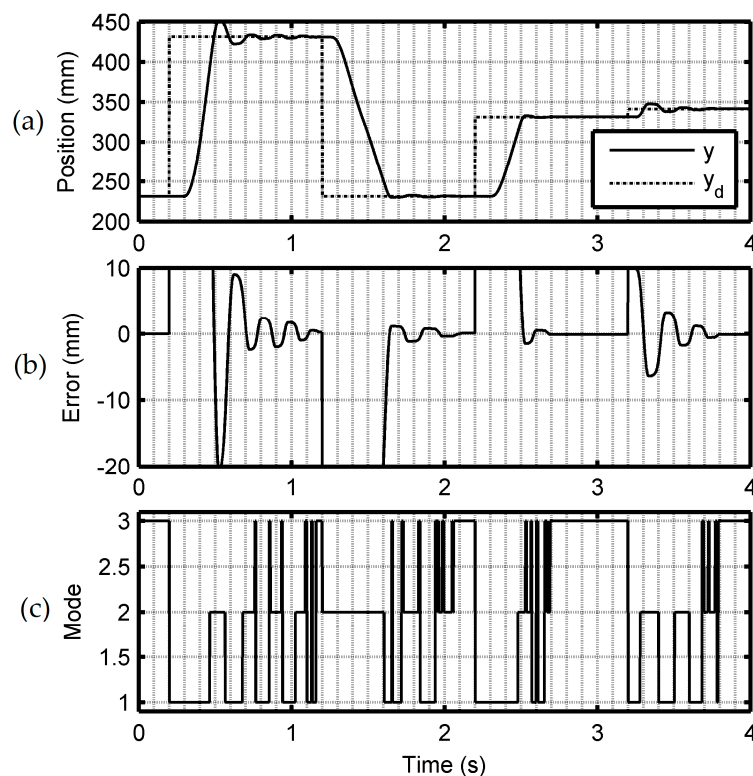 (a)
Position (mm)
450
400
350
300
250
200
y
y_d
0 1 2 3 4
(b)
Error (mm)
10
0
-10
-20
0 1 2 3 4
(c)
Mode
3
2.5
2
1.5
1
0 1 2 3 4
Time (s)